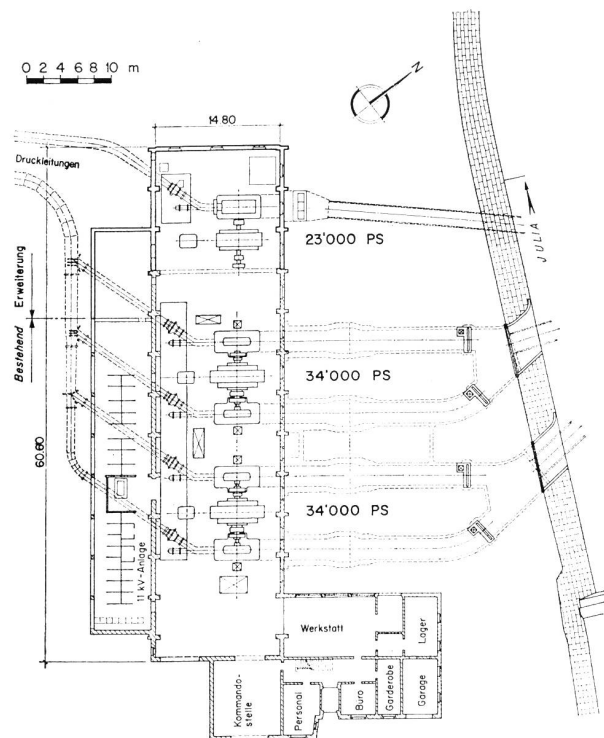 0 2 4 6 8 10 m
N
14.80
Druckleitungen
23'000 PS
JULIA
Erweiterung
Bestehend
34'000 PS
60.80
34'000 PS
11 kV-Anlage
Werkstatt
Lager
Kommando-
stelle
Personal
Büro
Garderobe
Garage